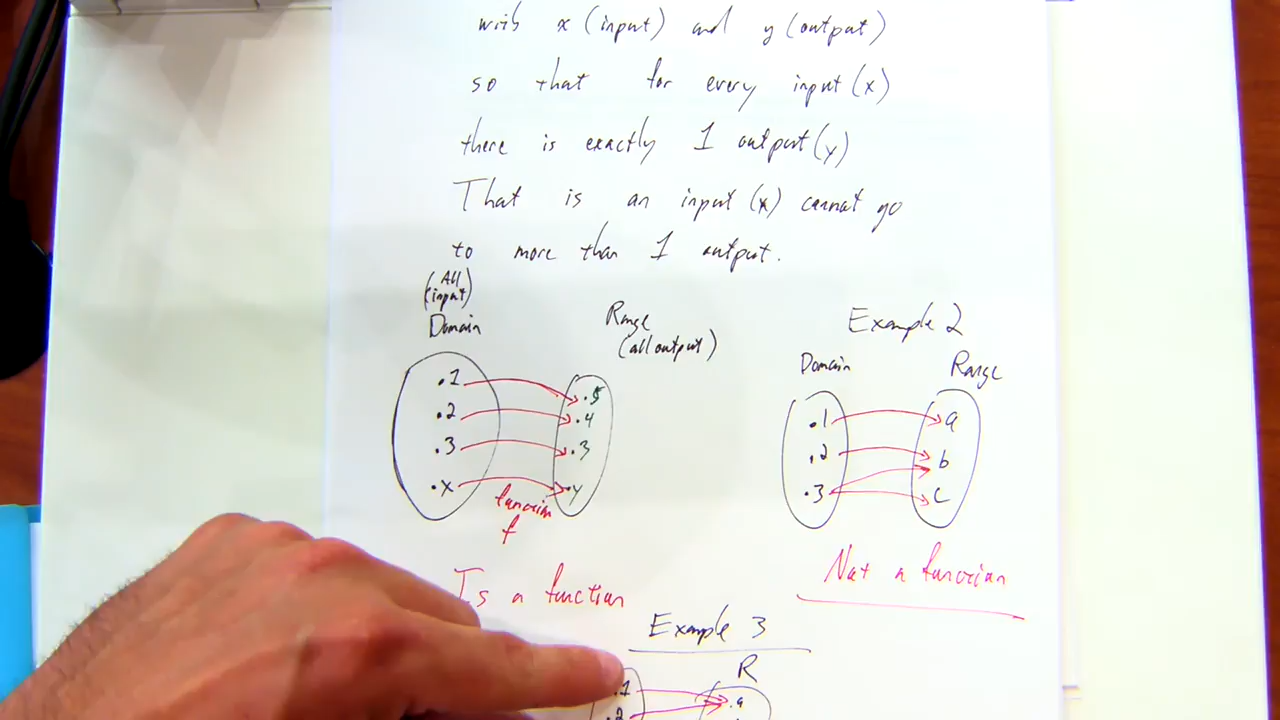 with x (input) and y (output)
so that for every input (x)
there is exactly 1 output (y)
That is an input (x) cannot go
to more than 1 output.
(All input)
Domain
Range
(all output)
.1
.2
.3
.x
.5
.4
.3
.y
function
f
Is a function
Example 2
Domain
Range
.1
.2
.3
a
b
c
Not a function
Example 3
R
.1
.2
.a